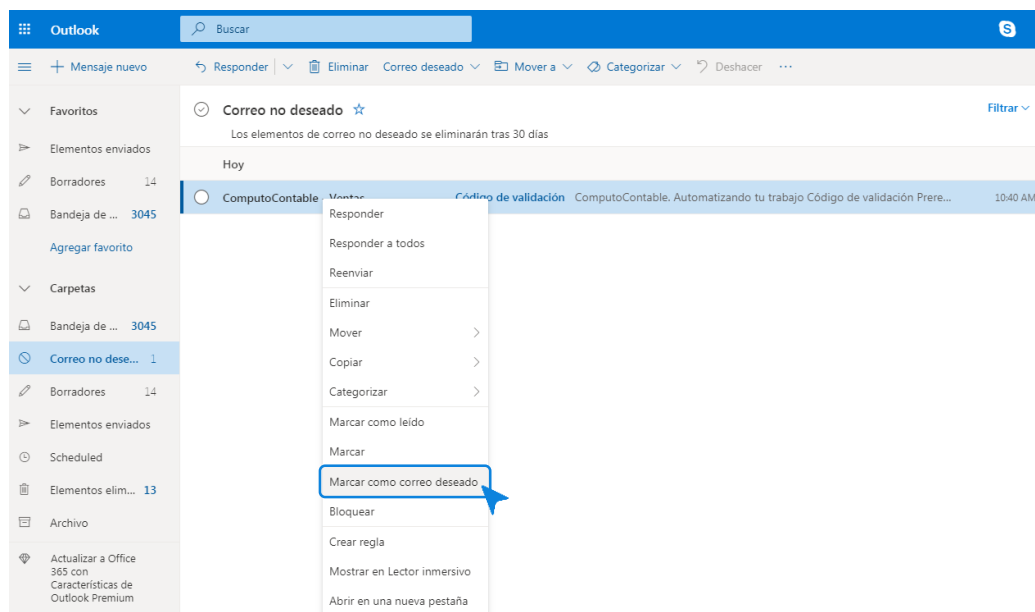 Outlook
Buscar
Mensaje nuevo
Responder
Eliminar
Correo deseado
Mover a
Categorizar
Deshacer
Favoritos
Elementos enviados
Borradores 14
Bandeja de ... 3045
Agregar favorito
Carpetas
Bandeja de ... 3045
Correo no dese... 1
Borradores 14
Elementos enviados
Scheduled
Elementos elim... 13
Archivo
Actualizar a Office
365 con
Características de
Outlook Premium
Correo no deseado
Filtrar
Los elementos de correo no deseado se eliminarán tras 30 días
Hoy
ComputoContable - Ventas Código de validación ComputoContable. Automatizando tu trabajo Código de validación Prere... 10:40 AM
Responder
Responder a todos
Reenviar
Eliminar
Mover
Copiar
Categorizar
Marcar como leído
Marcar
Marcar como correo deseado
Bloquear
Crear regla
Mostrar en Lector inmersivo
Abrir en una nueva pestaña